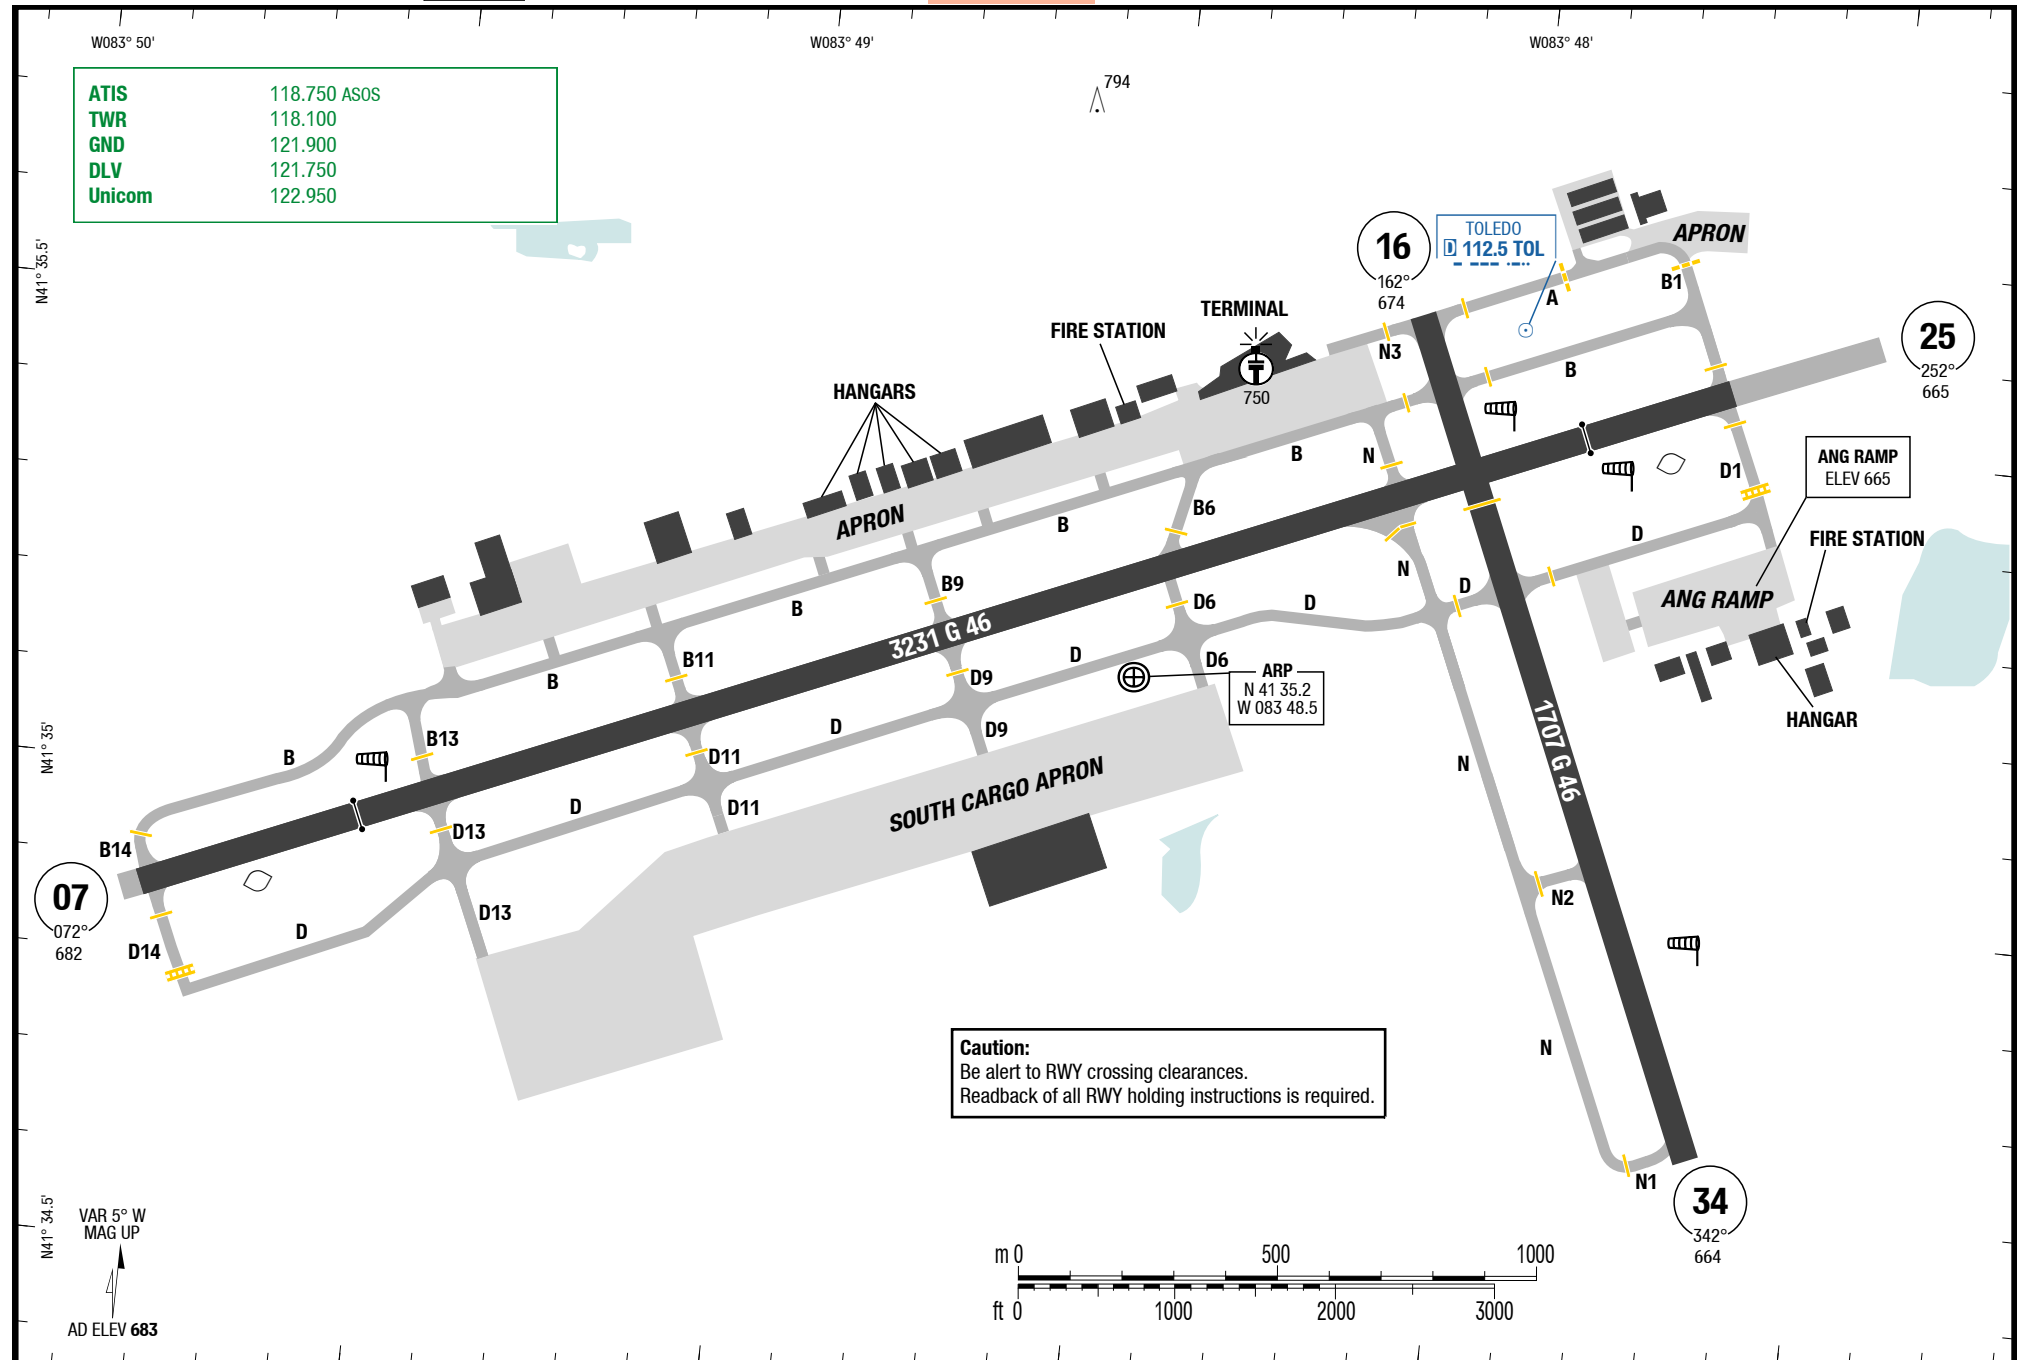 W083° 50'
W083° 49'
W083° 48'
ATIS 118.750 ASOS
TWR 118.100
GND 121.900
DLV 121.750
Unicom 122.950
794
N41° 35.5'
16
162°
674
TOLEDO
D 112.5 TOL
APRON
B1
A
25
252°
665
TERMINAL
FIRE STATION
N3
750
B
HANGARS
ANG RAMP
ELEV 665
B
N
D1
APRON
B6
B
D
FIRE STATION
N
B9
D
B
D6
D
ANG RAMP
3231 G 46
B11
D
D6
D9
B
ARP
N 41 35.2
W 083 48.5
HANGAR
1707 G 46
N41° 35'
B13
D
D9
B
D11
N
SOUTH CARGO APRON
D
D11
D13
B14
07
072°
682
N2
D13
D
D14
Caution:
Be alert to RWY crossing clearances.
Readback of all RWY holding instructions is required.
N
N1
34
342°
664
N41° 34.5'
VAR 5° W
MAG UP
AD ELEV 683
m 0 500 1000
ft 0 1000 2000 3000